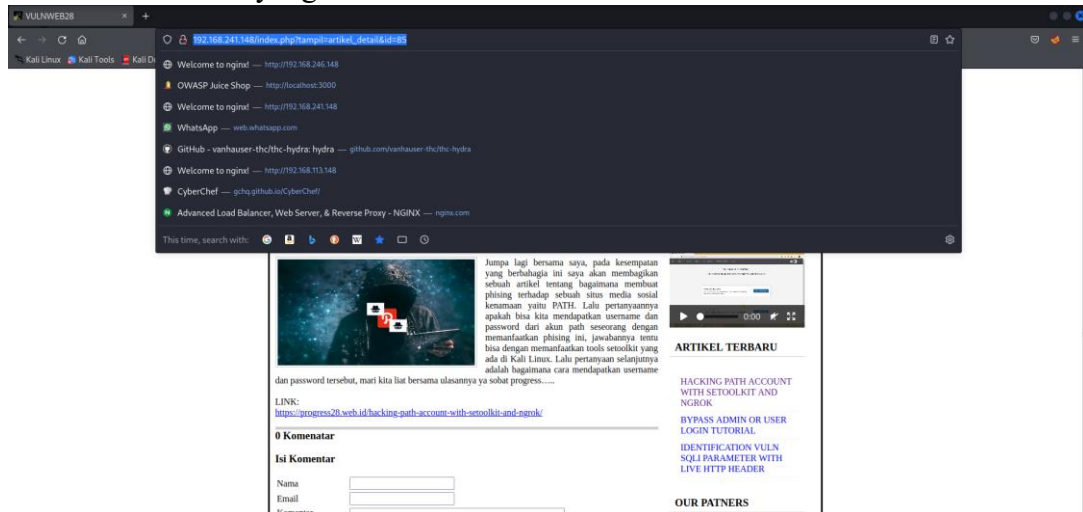 VULNWEB28
192.168.241.148/index.php?tampil=artikel_detail&id=85
Kali Linux Kali Tools Kali D
Welcome to nginx! — http://192.168.246.148
OWASP Juice Shop — http://localhost:3000
Welcome to nginx! — http://192.168.241.148
WhatsApp — web.whatsapp.com
GitHub - vanhauser-thc/thc-hydra: hydra — github.com/vanhauser-thc/thc-hydra
Welcome to nginx! — http://192.168.113.148
CyberChef — gchq.github.io/CyberChef/
Advanced Load Balancer, Web Server, & Reverse Proxy - NGINX — nginx.com
This time, search with:
Jumpa lagi bersama saya, pada kesempatan
yang berbahagia ini saya akan membagikan
sebuah artikel tentang bagaimana membuat
phising terhadap sebuah situs media sosial
kenamaan yaitu PATH. Lalu pertanyaannya
apakah bisa kita mendapatkan username dan
password dari akun path seseorang dengan
memanfaatkan phising ini, jawabannya tentu
bisa dengan memanfaatkan tools setoolkit yang
ada di Kali Linux. Lalu pertanyaan selanjutnya
adalah bagaimana cara mendapatkan username
dan password tersebut, mari kita liat bersama ulasannya ya sobat progress…..
LINK:
https://progress28.web.id/hacking-path-account-with-setoolkit-and-ngrok/
0 Komenatar
Isi Komentar
Nama
Email
Komentar
0:00
ARTIKEL TERBARU
HACKING PATH ACCOUNT
WITH SETOOLKIT AND
NGROK
BYPASS ADMIN OR USER
LOGIN TUTORIAL
IDENTIFICATION VULN
SQLI PARAMETER WITH
LIVE HTTP HEADER
OUR PATNERS